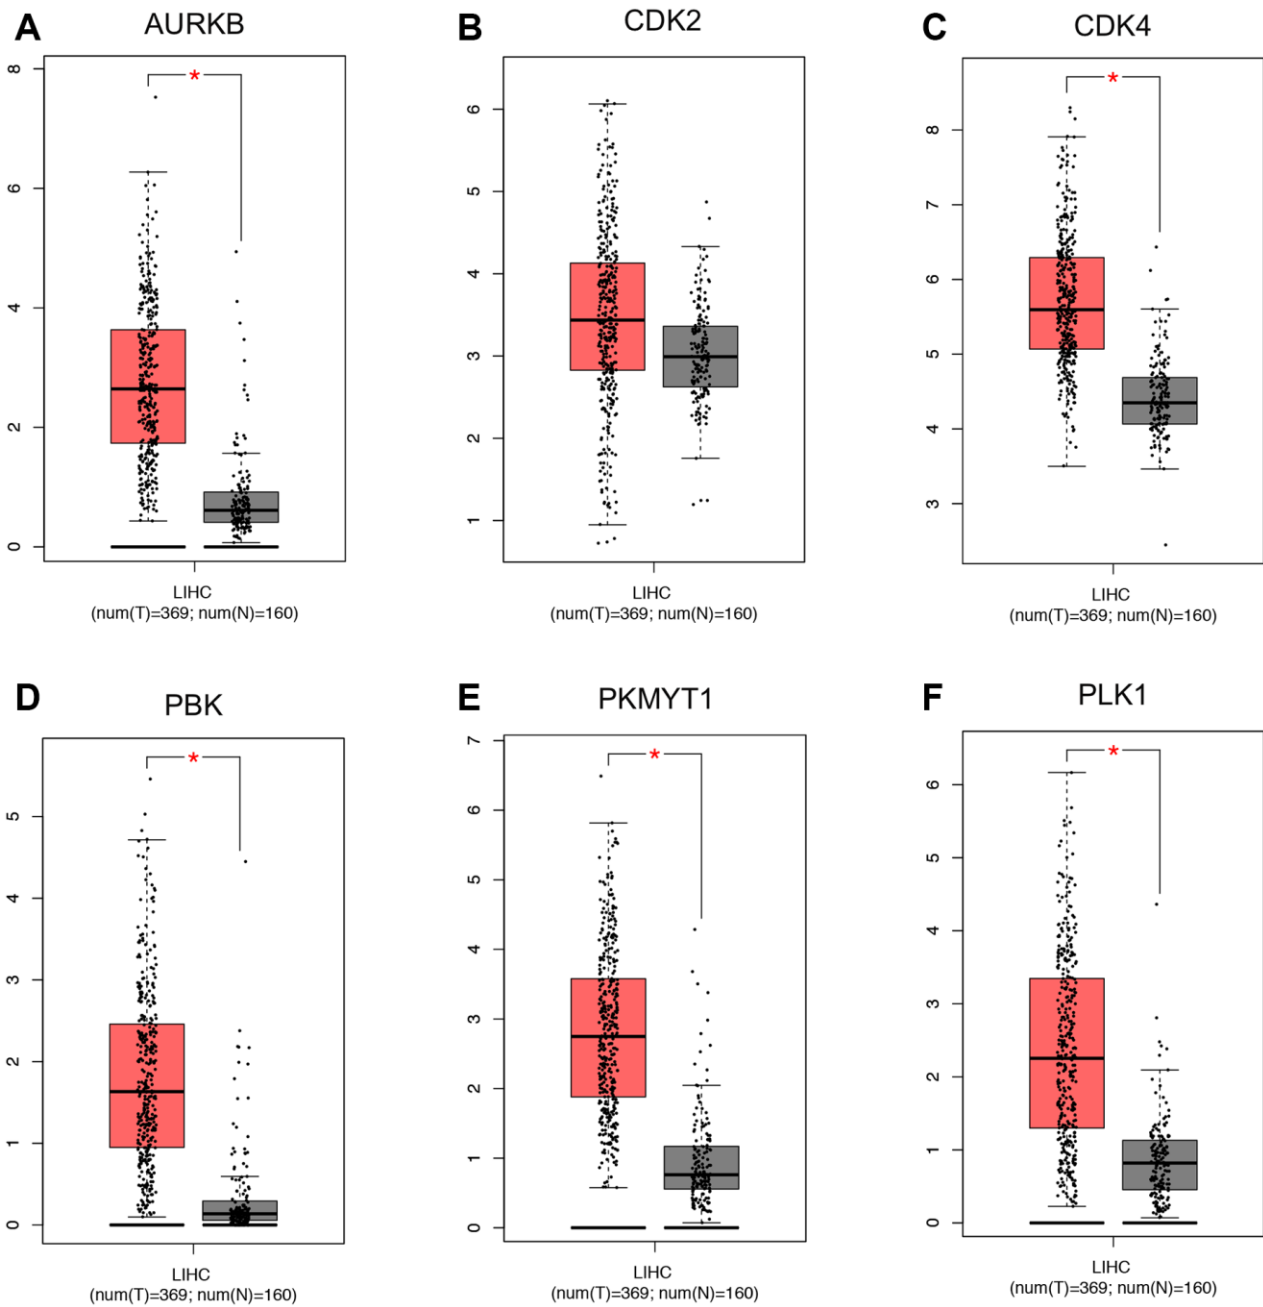 A
AURKB
*
8
6
4
2
0
LIHC
(num(T)=369; num(N)=160)
B
CDK2
6
5
4
3
2
1
LIHC
(num(T)=369; num(N)=160)
C
CDK4
*
8
7
6
5
4
3
LIHC
(num(T)=369; num(N)=160)
D
PBK
*
5
4
3
2
1
0
LIHC
(num(T)=369; num(N)=160)
E
PKMYT1
*
7
6
5
4
3
2
1
0
LIHC
(num(T)=369; num(N)=160)
F
PLK1
*
6
5
4
3
2
1
0
LIHC
(num(T)=369; num(N)=160)